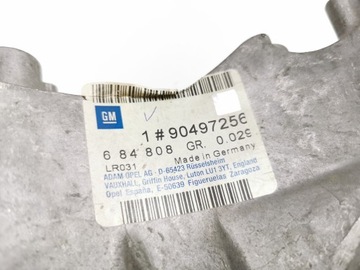 GM
1#90497256
6 84 808 GR. 0.029
LR031 Made in Germany
ADAM OPEL AG · D-65423 Rüsselsheim
VAUXHALL, Griffin House, Luton LU1 3YT, England
Opel España, E-50639 Figueruelas Zaragoza